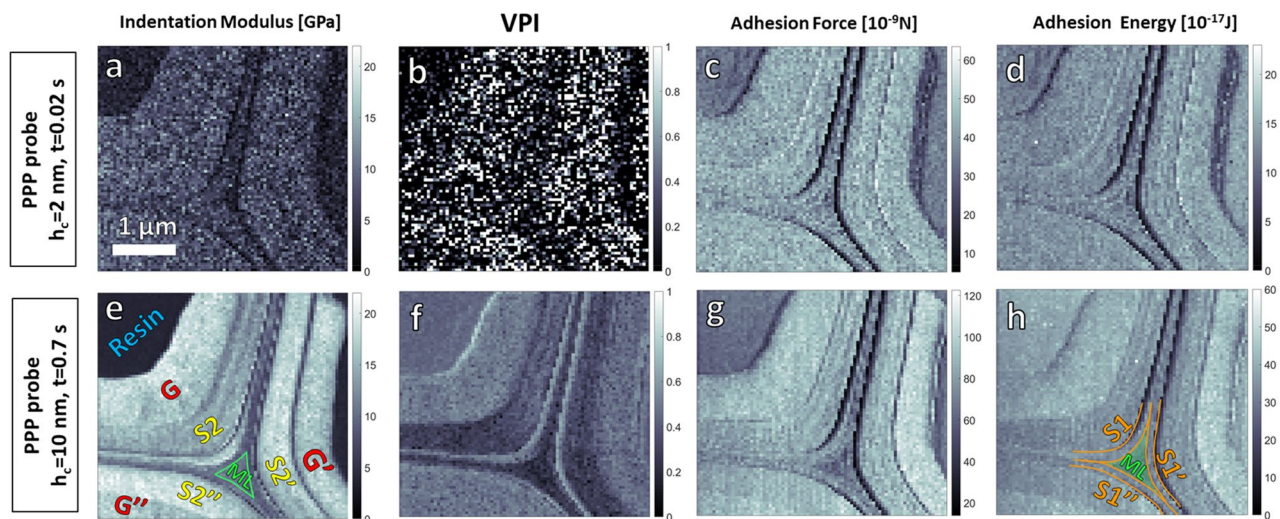 Indentation Modulus [GPa]
VPI
Adhesion Force [10⁻⁹N]
Adhesion Energy [10⁻¹⁷J]
PPP probe
h_c=2 nm, t=0.02 s
a
1 µm
20
15
10
5
0
b
1
0.8
0.6
0.4
0.2
0
c
60
50
40
30
20
10
d
20
15
10
5
0
PPP probe
h_c=10 nm, t=0.7 s
e
Resin
G
S2
ML
S2'
G'
S2''
G''
20
15
10
5
0
f
1
0.8
0.6
0.4
0.2
0
g
120
100
80
60
40
20
h
S1
ML
S1'
S1''
60
50
40
30
20
10
0